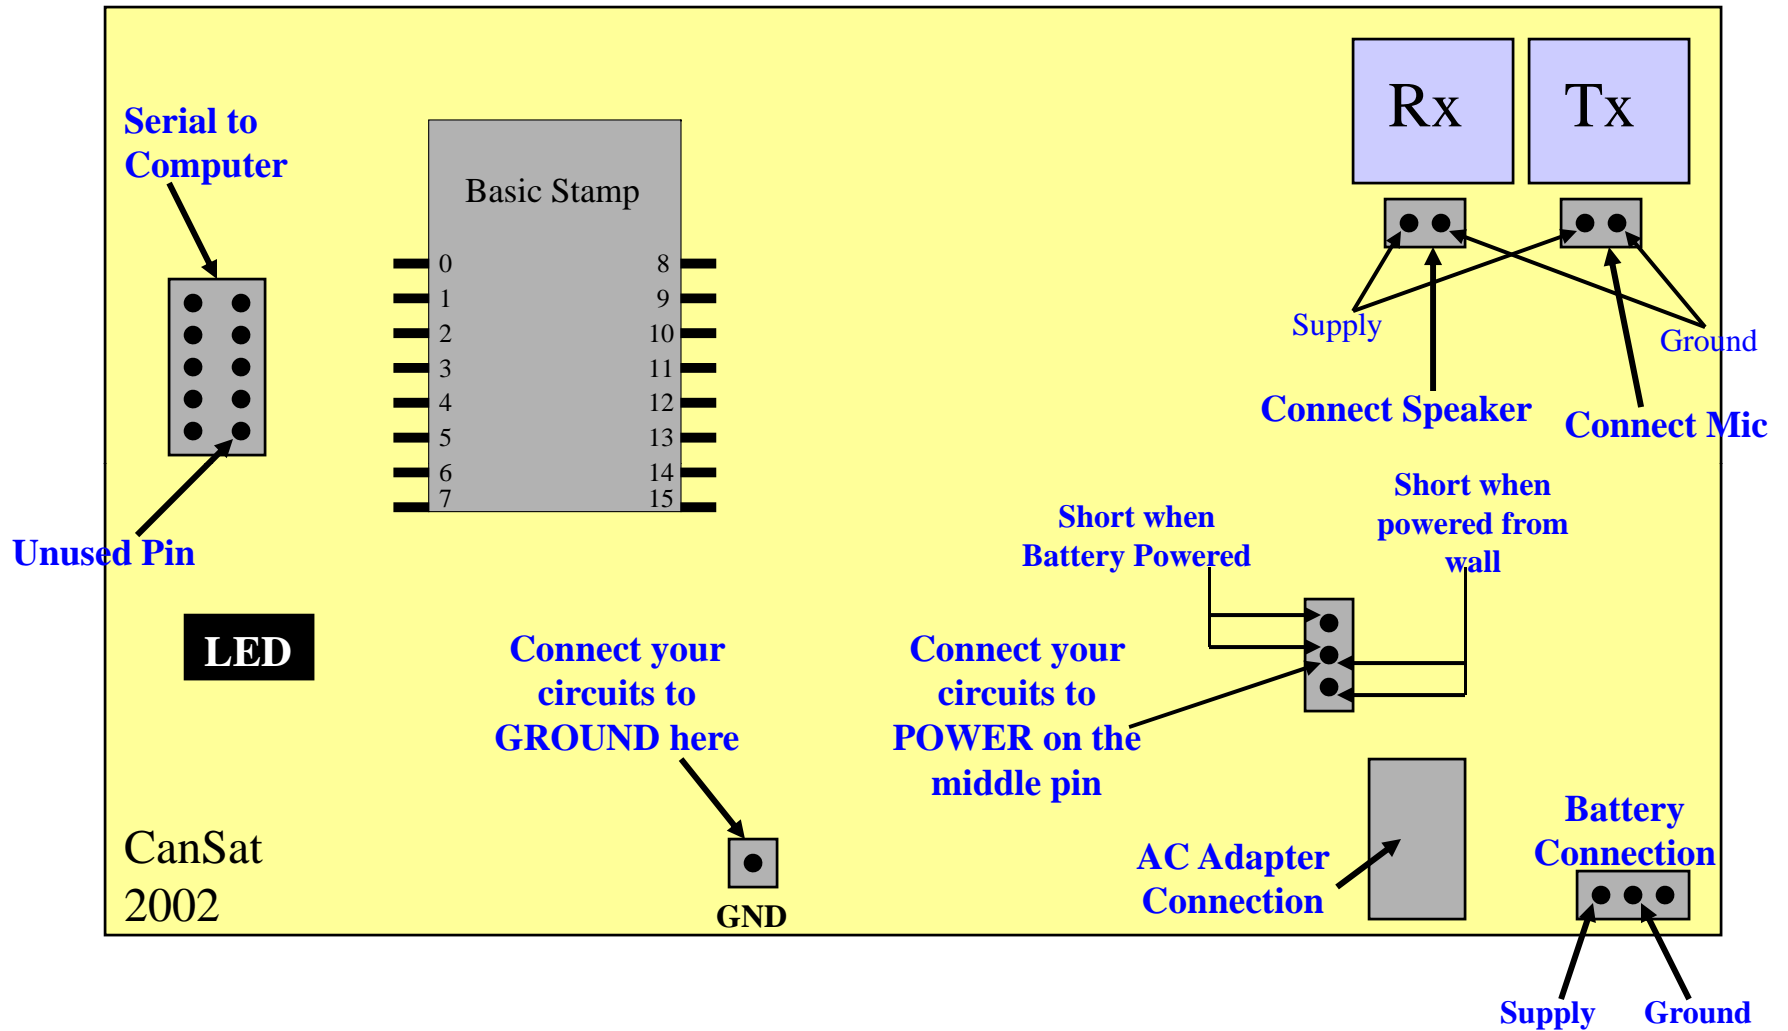 Rx
Tx
Serial to
Computer
Basic Stamp
0
1
2
3
4
5
6
7
8
9
10
11
12
13
14
15
Supply
Ground
Connect Speaker
Connect Mic
Unused Pin
Short when
Battery Powered
Short when
powered from
wall
LED
Connect your
circuits to
GROUND here
Connect your
circuits to
POWER on the
middle pin
CanSat
2002
GND
AC Adapter
Connection
Battery
Connection
Supply
Ground